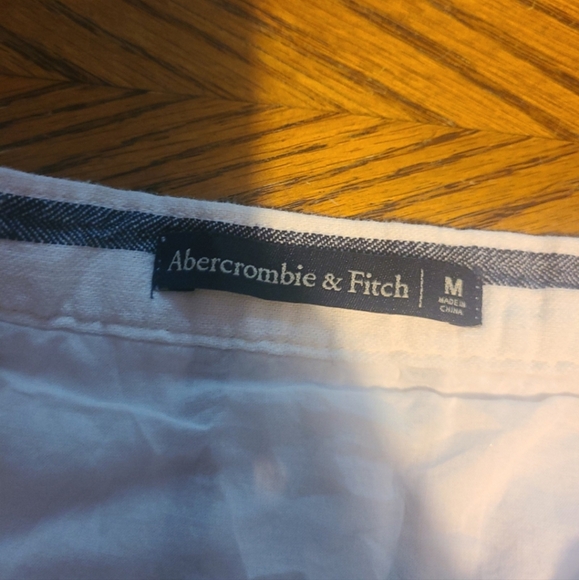 Abercrombie & Fitch | M
MADE IN
CHINA